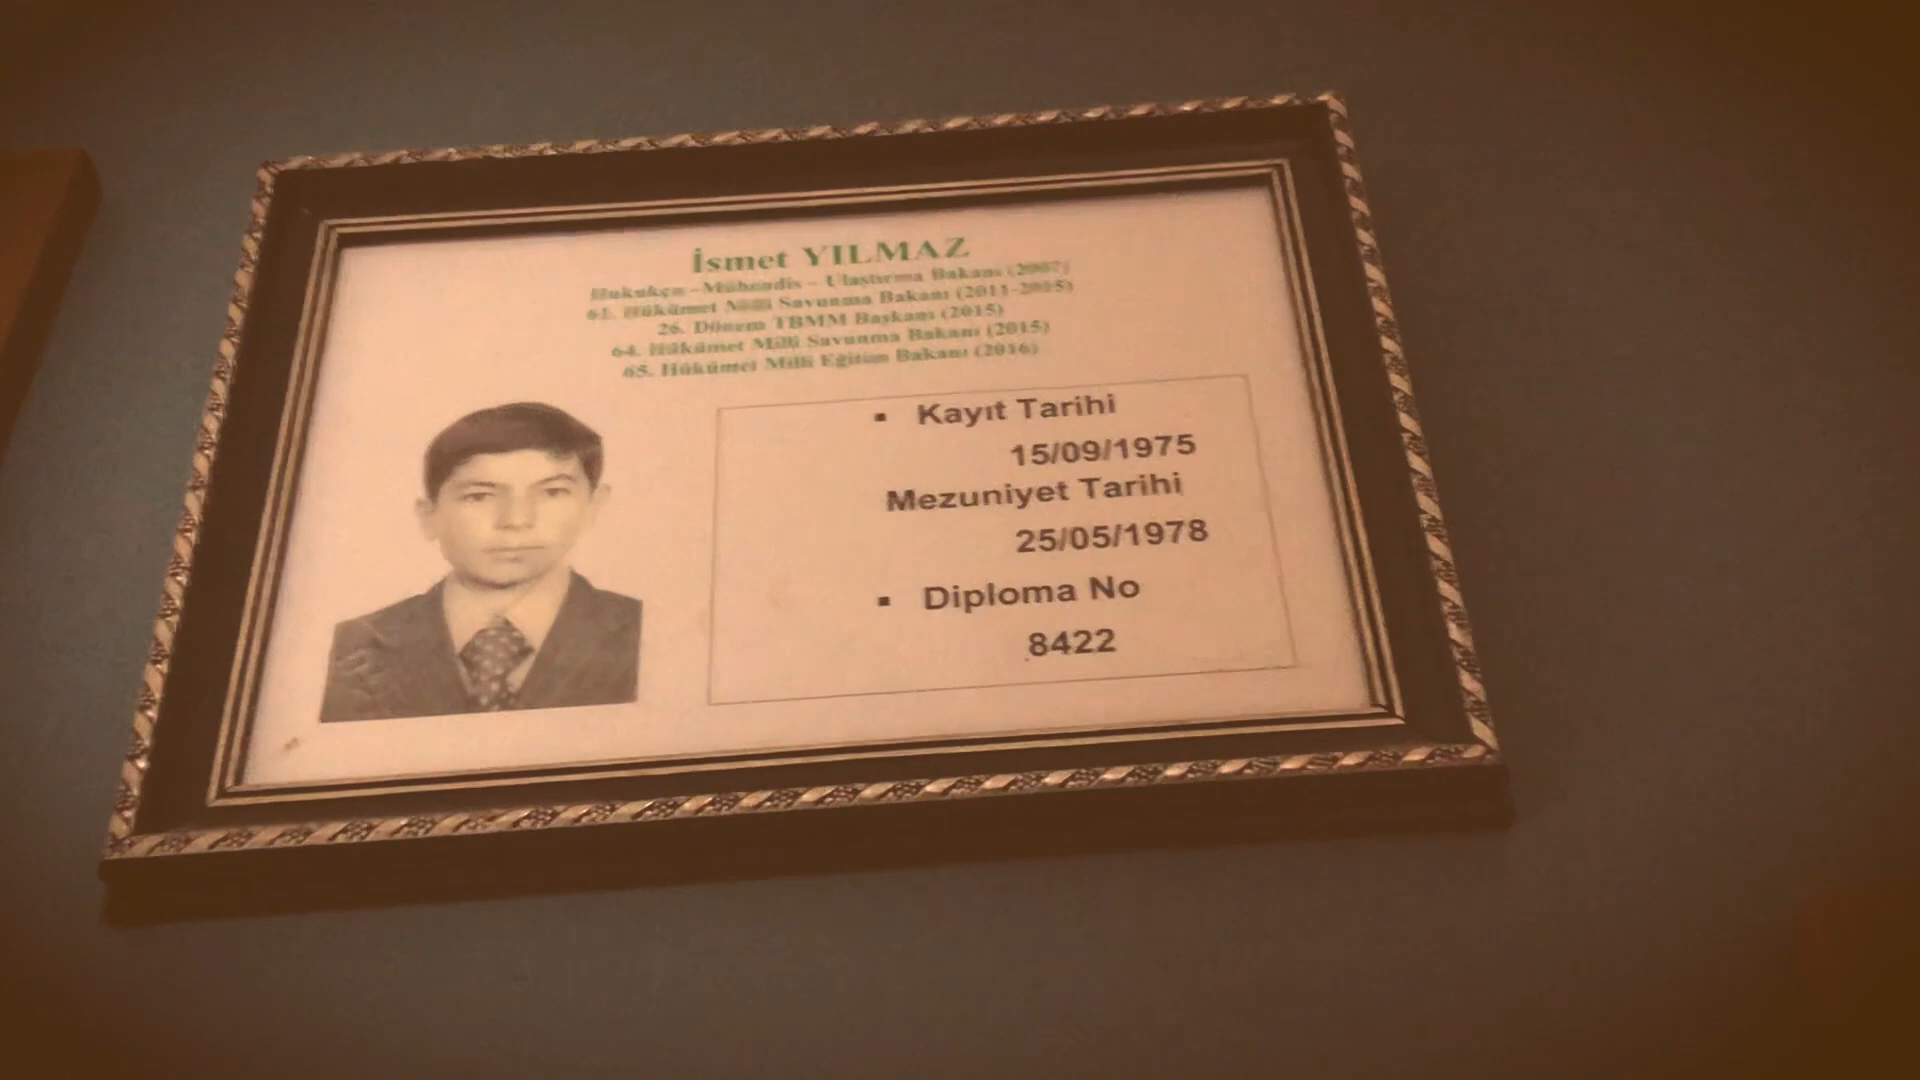 İsmet YILMAZ
Hukukçu –Mühendis – Ulaştırma Bakanı (2007)
61. Hükümet Milli Savunma Bakanı (2011-2015)
26. Dönem TBMM Başkanı (2015)
64. Hükümet Milli Savunma Bakanı (2015)
65. Hükümet Milli Eğitim Bakanı (2016)
▪ Kayıt Tarihi
15/09/1975
Mezuniyet Tarihi
25/05/1978
▪ Diploma No
8422